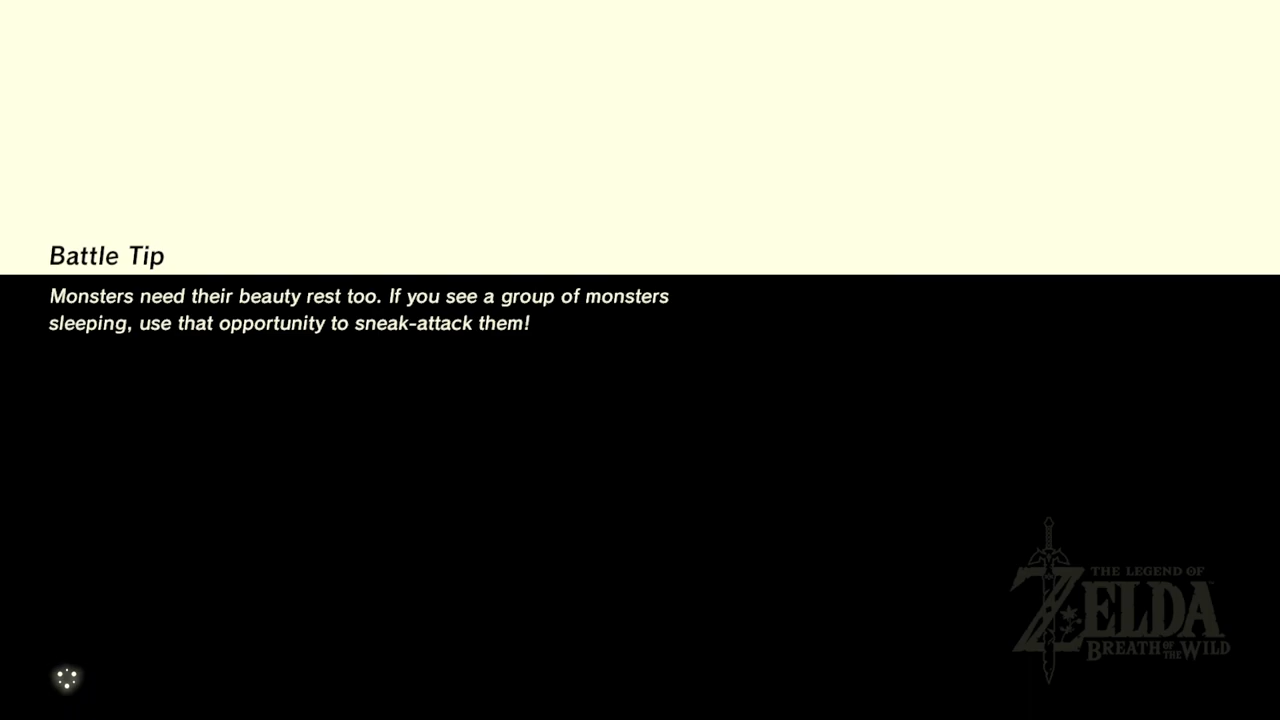 Battle Tip
Monsters need their beauty rest too. If you see a group of monsters
sleeping, use that opportunity to sneak-attack them!
THE LEGEND OF
ZELDA
BREATH OF THE WILD